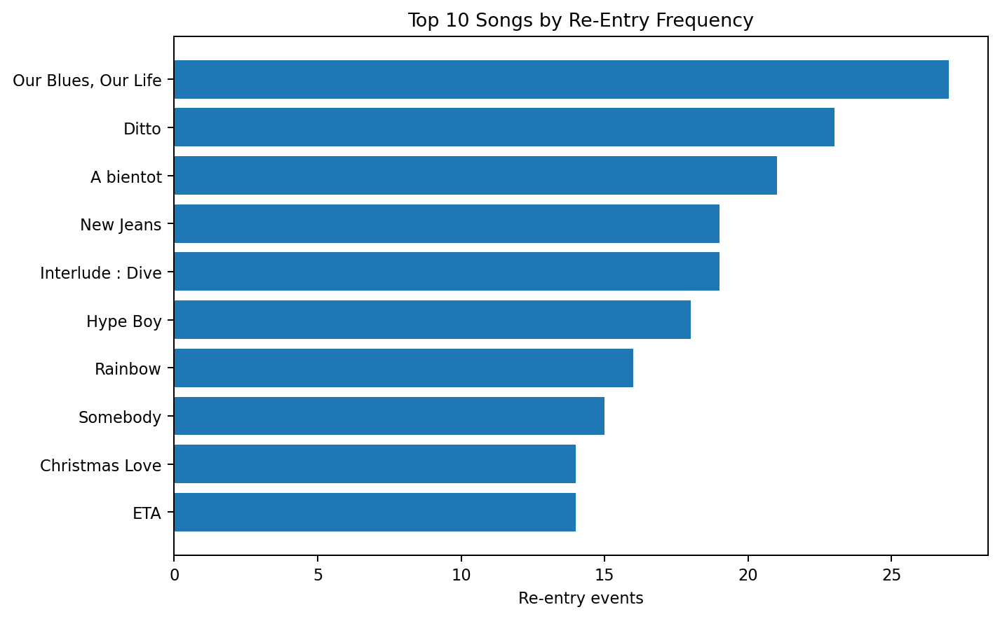 Top 10 Songs by Re-Entry Frequency
Our Blues, Our Life
Ditto
A bientot
New Jeans
Interlude : Dive
Hype Boy
Rainbow
Somebody
Christmas Love
ETA
0 5 10 15 20 25
Re-entry events